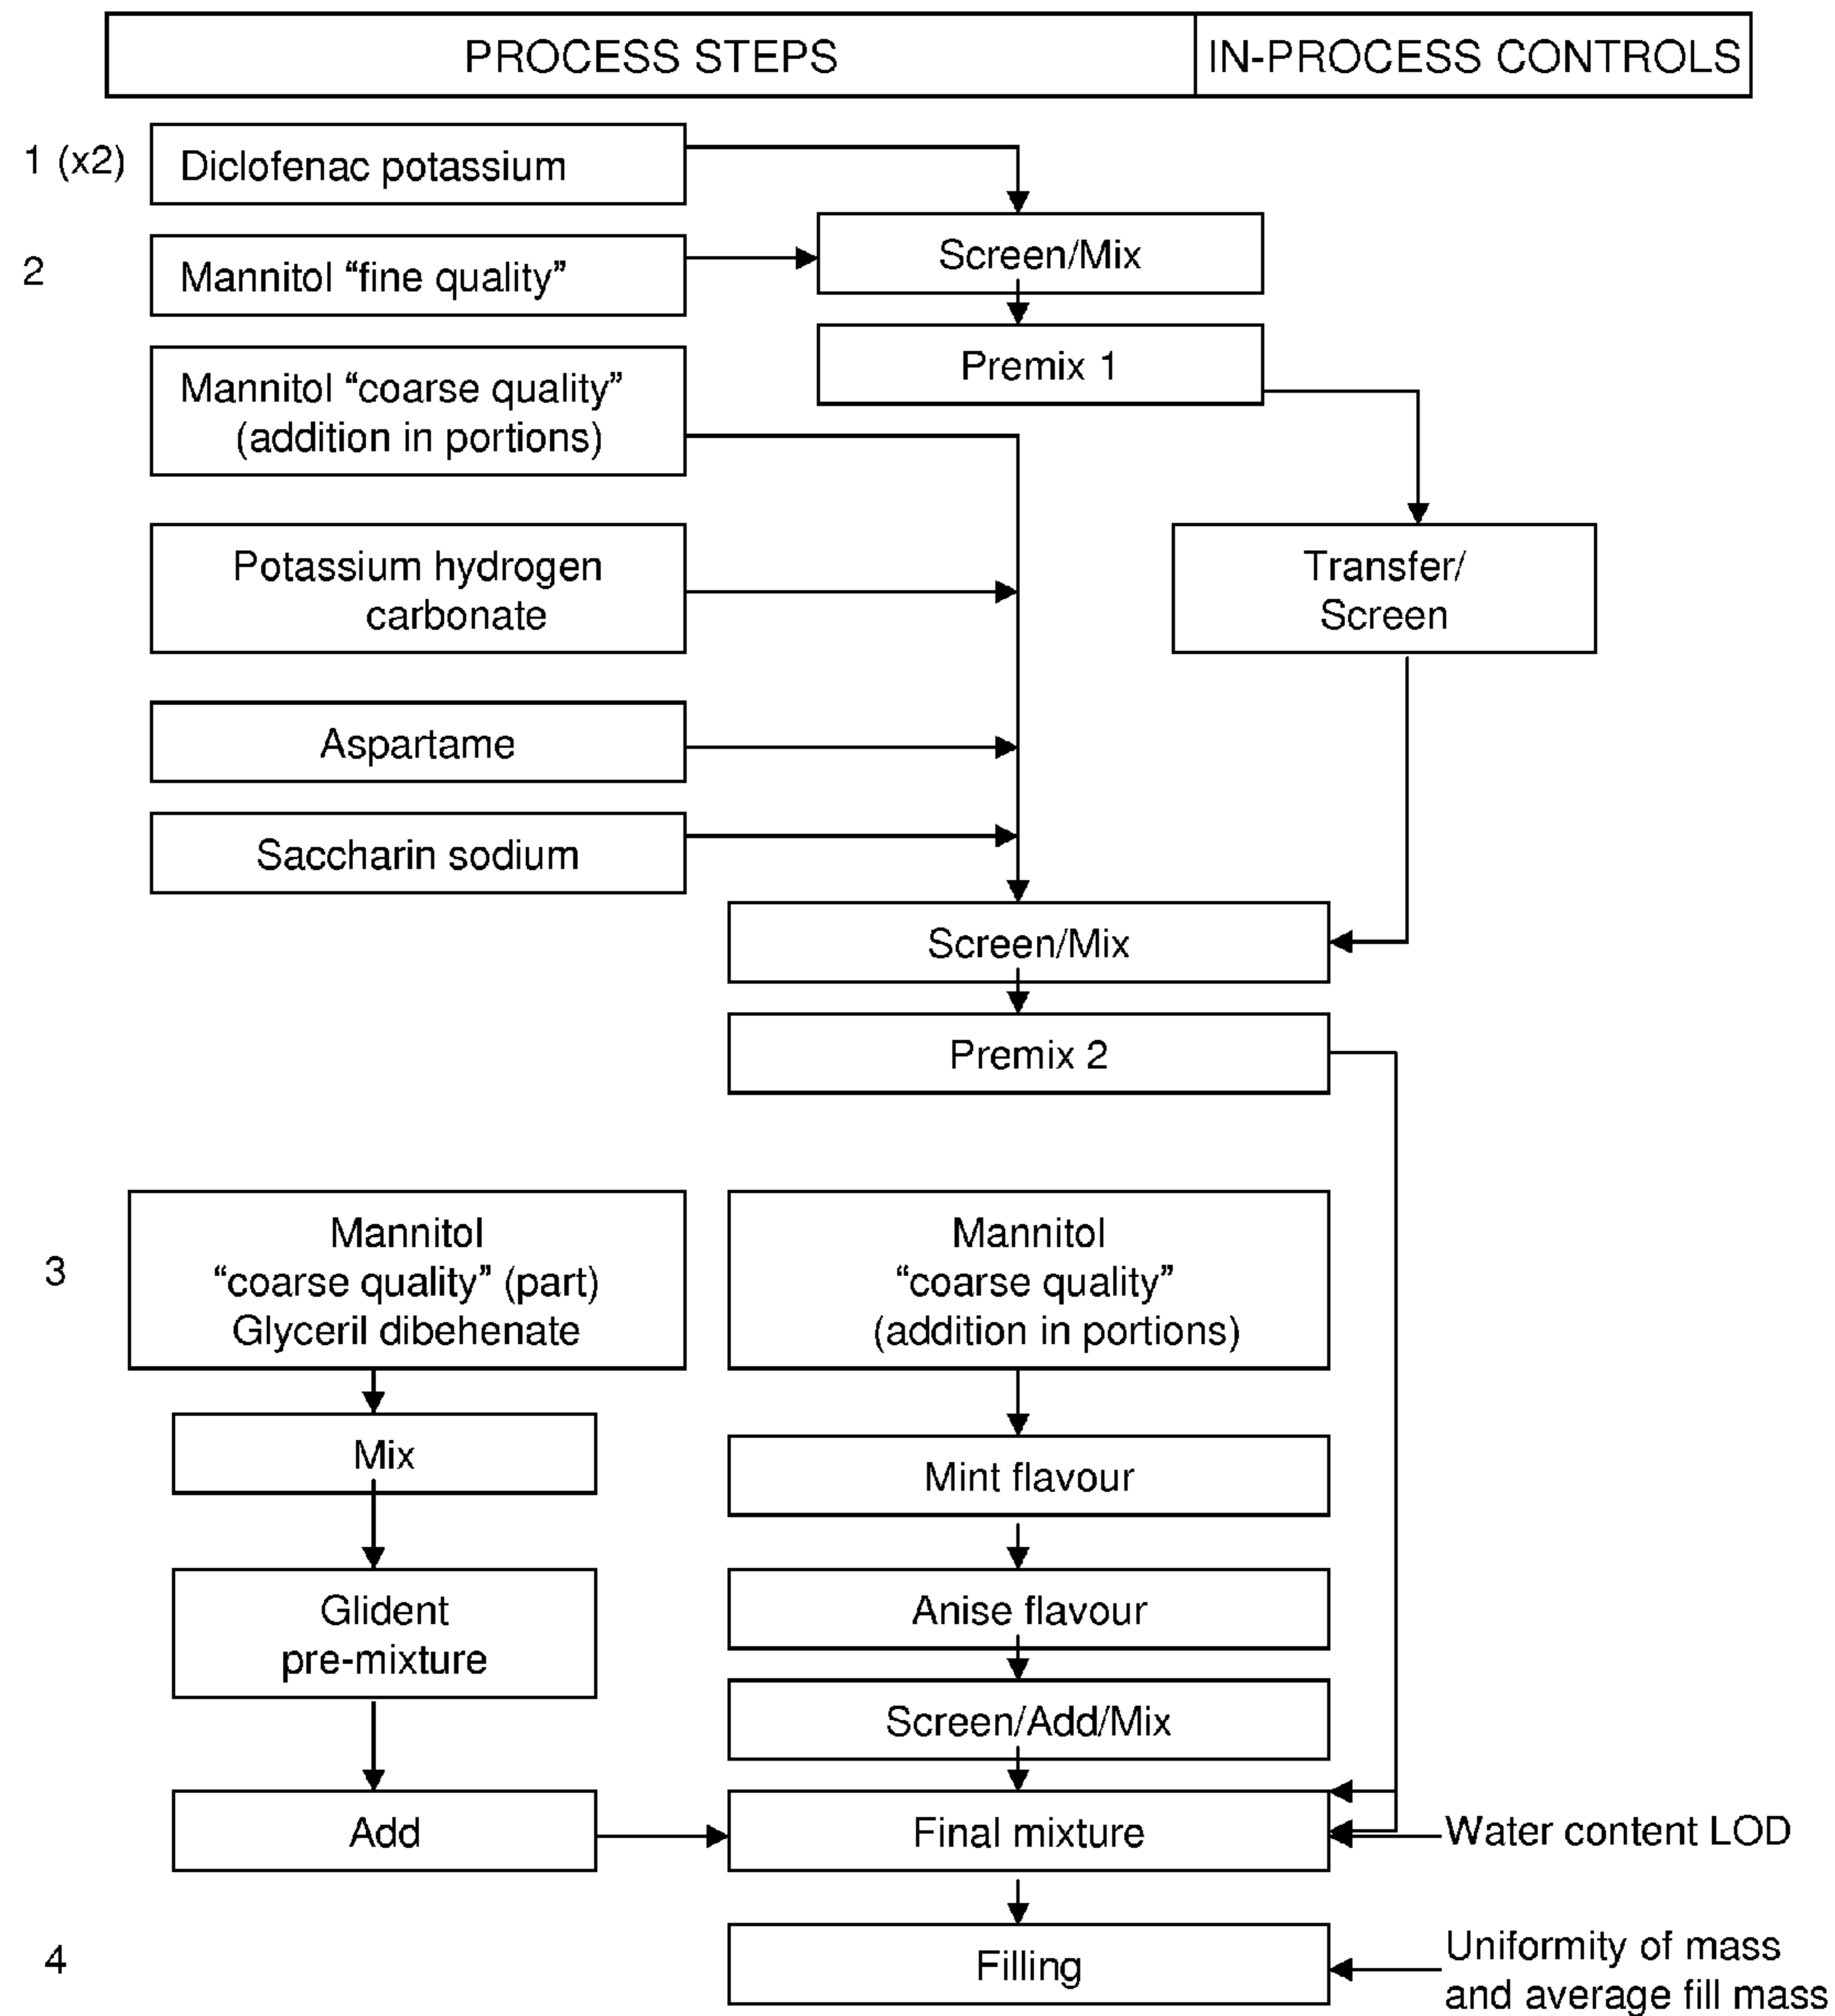 PROCESS STEPS
IN-PROCESS CONTROLS
1 (x2)
Diclofenac potassium
2
Mannitol “fine quality”
Screen/Mix
Premix 1
Mannitol “coarse quality”
(addition in portions)
Potassium hydrogen
carbonate
Transfer/
Screen
Aspartame
Saccharin sodium
Screen/Mix
Premix 2
3
Mannitol
“coarse quality” (part)
Glyceril dibehenate
Mannitol
“coarse quality”
(addition in portions)
Mix
Mint flavour
Glident
pre-mixture
Anise flavour
Screen/Add/Mix
Add
Final mixture
Water content LOD
4
Filling
Uniformity of mass
and average fill mass